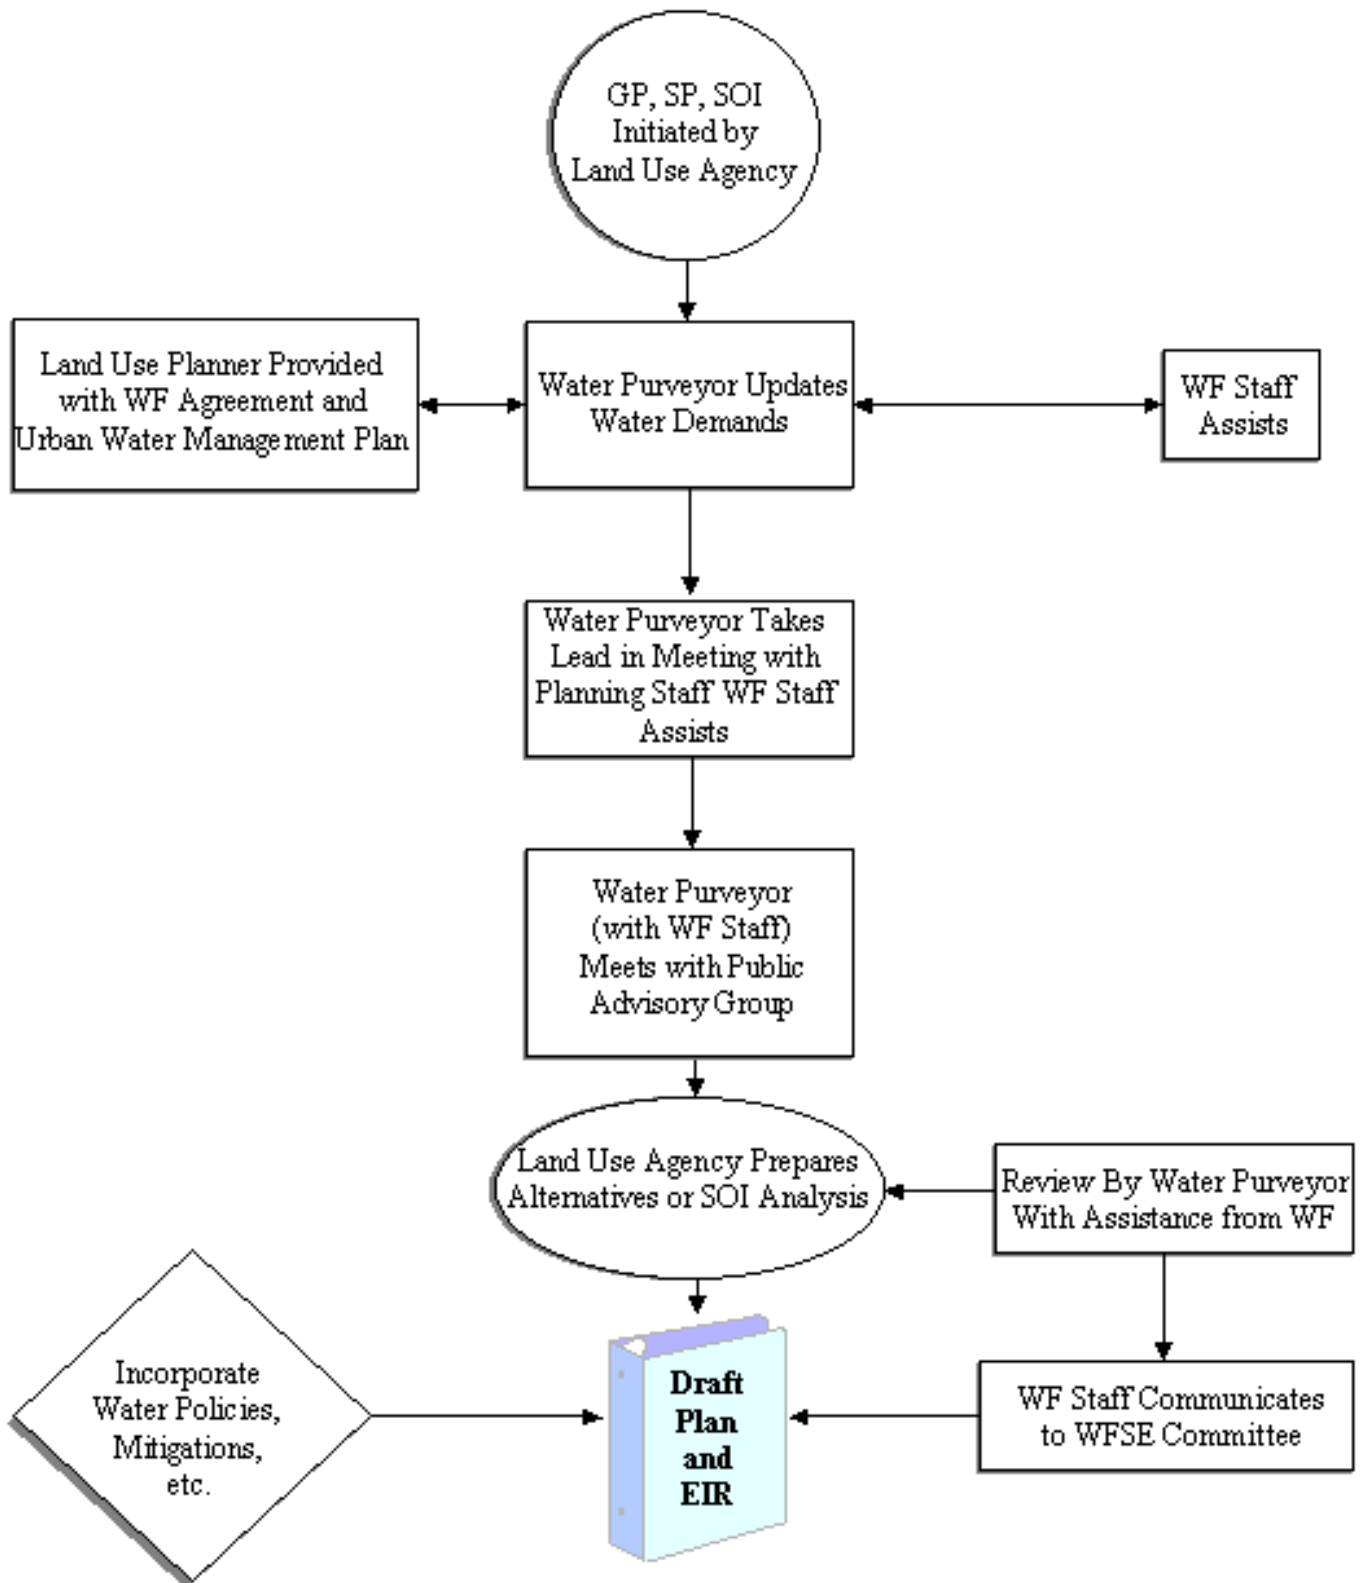 GP, SP, SOI
Initiated by
Land Use Agency
Land Use Planner Provided
with WF Agreement and
Urban Water Management Plan
Water Purveyor Updates
Water Demands
WF Staff
Assists
Water Purveyor Takes
Lead in Meeting with
Planning Staff WF Staff
Assists
Water Purveyor
(with WF Staff)
Meets with Public
Advisory Group
Land Use Agency Prepares
Alternatives or SOI Analysis
Review By Water Purveyor
With Assistance from WF
Incorporate
Water Policies,
Mitigations,
etc.
Draft
Plan
and
EIR
WF Staff Communicates
to WFSE Committee